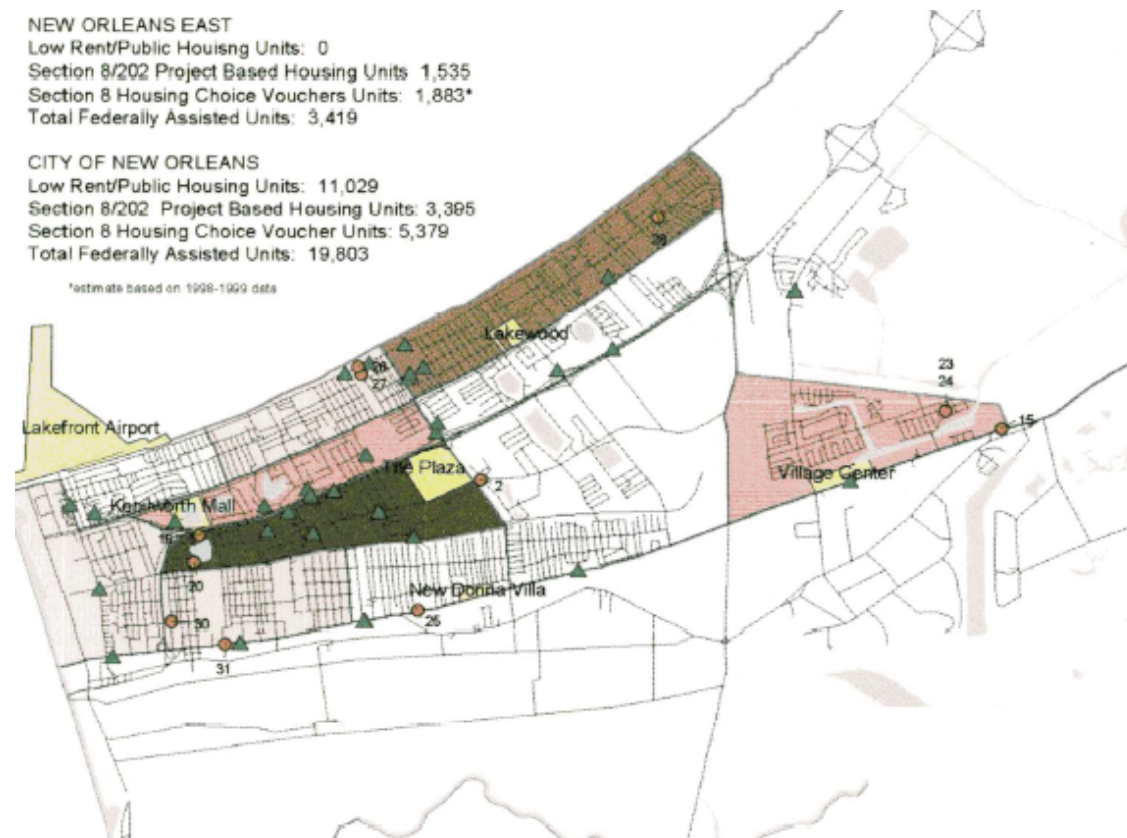 NEW ORLEANS EAST
Low Rent/Public Houisng Units: 0
Section 8/202 Project Based Housing Units 1,535
Section 8 Housing Choice Vouchers Units: 1,883*
Total Federally Assisted Units: 3,419
CITY OF NEW ORLEANS
Low Rent/Public Housing Units: 11,029
Section 8/202 Project Based Housing Units: 3,395
Section 8 Housing Choice Voucher Units: 5,379
Total Federally Assisted Units: 19,803
*estimate based on 1998-1999 data
28
Lakewood
26
27
23
24
15
Lakefront Airport
The Plaza
Village Center
2
Kenilworth Mall
20
New Donna Villa
25
30
31